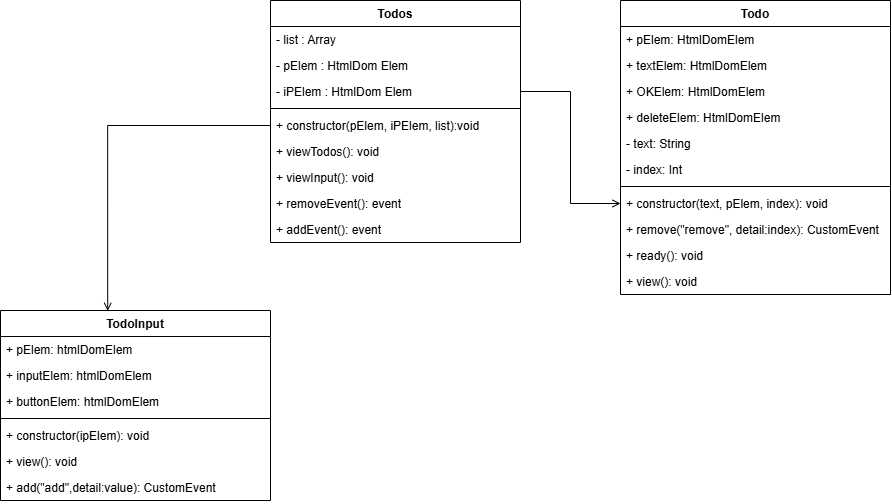 Todos
- list : Array
- pElem : HtmlDom Elem
- iPElem : HtmlDom Elem
+ constructor(pElem, iPElem, list):void
+ viewTodos(): void
+ viewInput(): void
+ removeEvent(): event
+ addEvent(): event
Todo
+ pElem: HtmlDomElem
+ textElem: HtmlDomElem
+ OKElem: HtmlDomElem
+ deleteElem: HtmlDomElem
- text: String
- index: Int
+ constructor(text, pElem, index): void
+ remove("remove", detail:index): CustomEvent
+ ready(): void
+ view(): void
TodoInput
+ pElem: htmlDomElem
+ inputElem: htmlDomElem
+ buttonElem: htmlDomElem
+ constructor(ipElem): void
+ view(): void
+ add("add",detail:value): CustomEvent